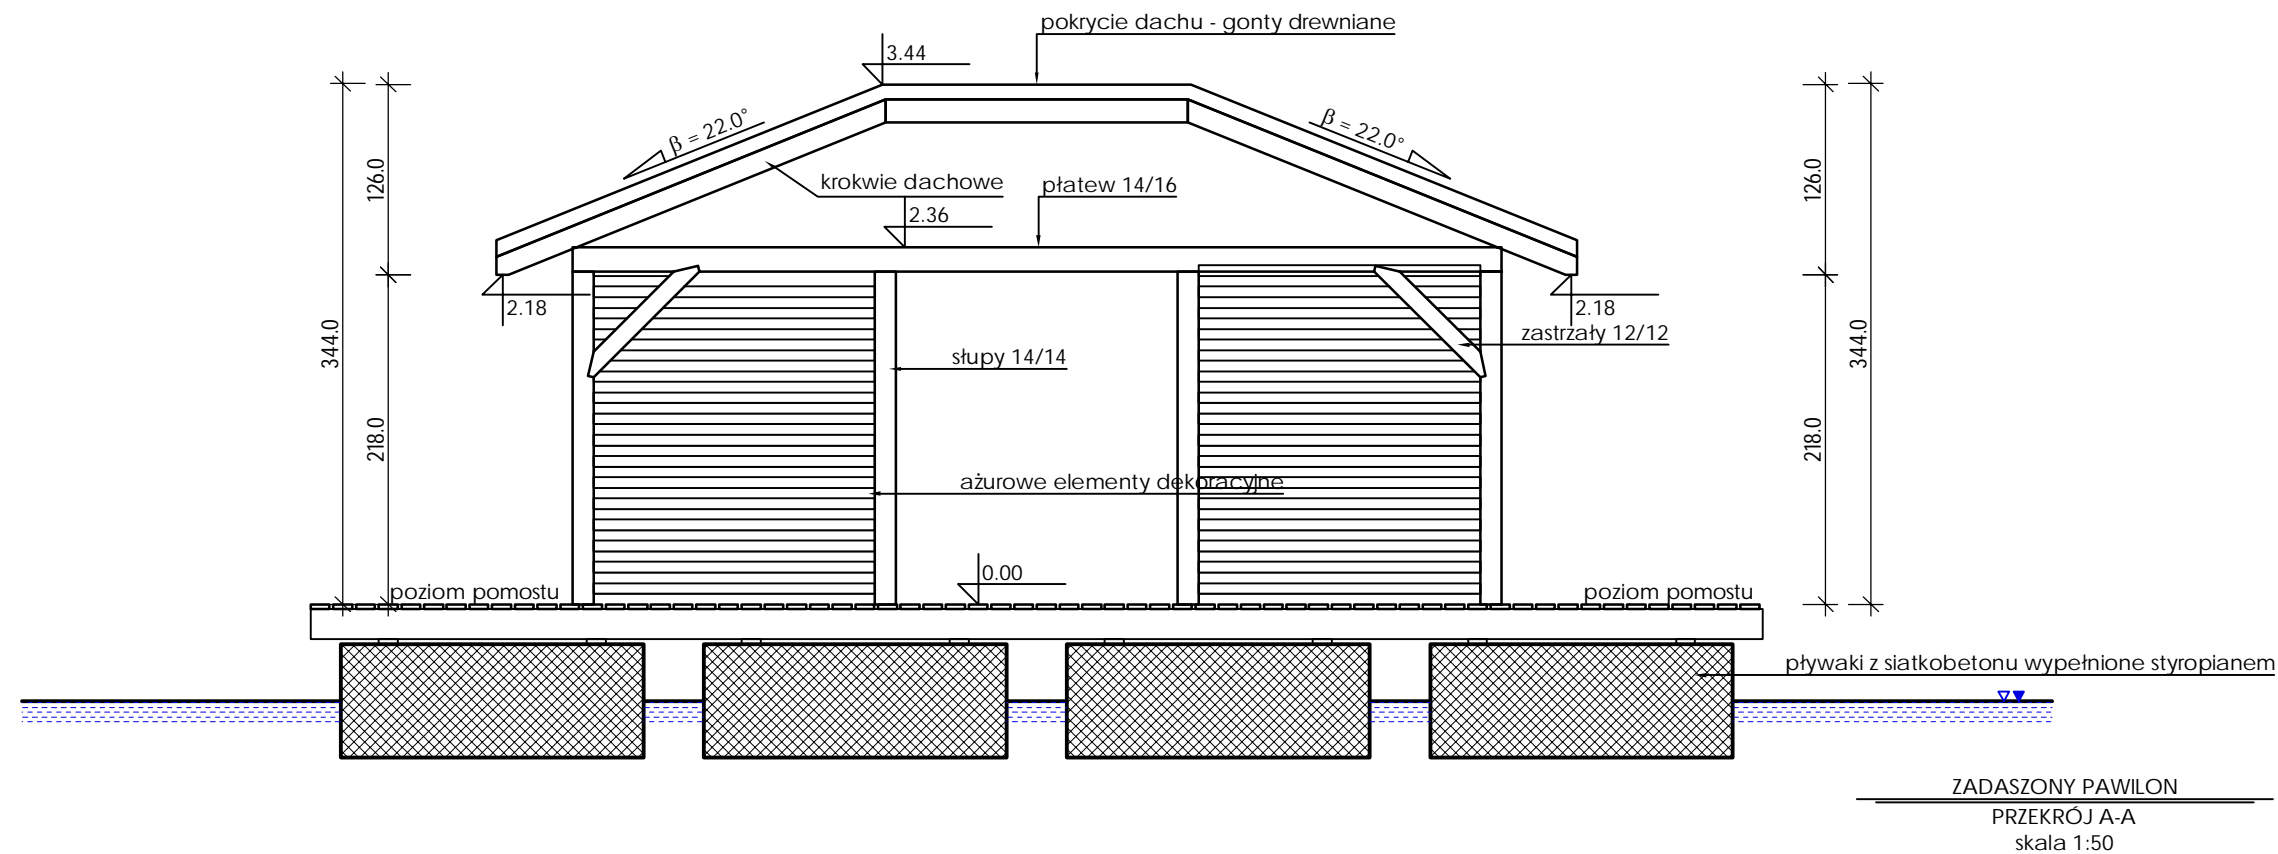 pokrycie dachu - gonty drewniane
3.44
β = 22.0°
β = 22.0°
126.0
126.0
krokwie dachowe
płatew 14/16
2.36
2.18
2.18
zastrzały 12/12
344.0
344.0
słupy 14/14
218.0
218.0
ażurowe elementy dekoracyjne
0.00
poziom pomostu
poziom pomostu
pływaki z siatkobetonu wypełnione styropianem
ZADASZONY PAWILON
PRZEKRÓJ A-A
skala 1:50